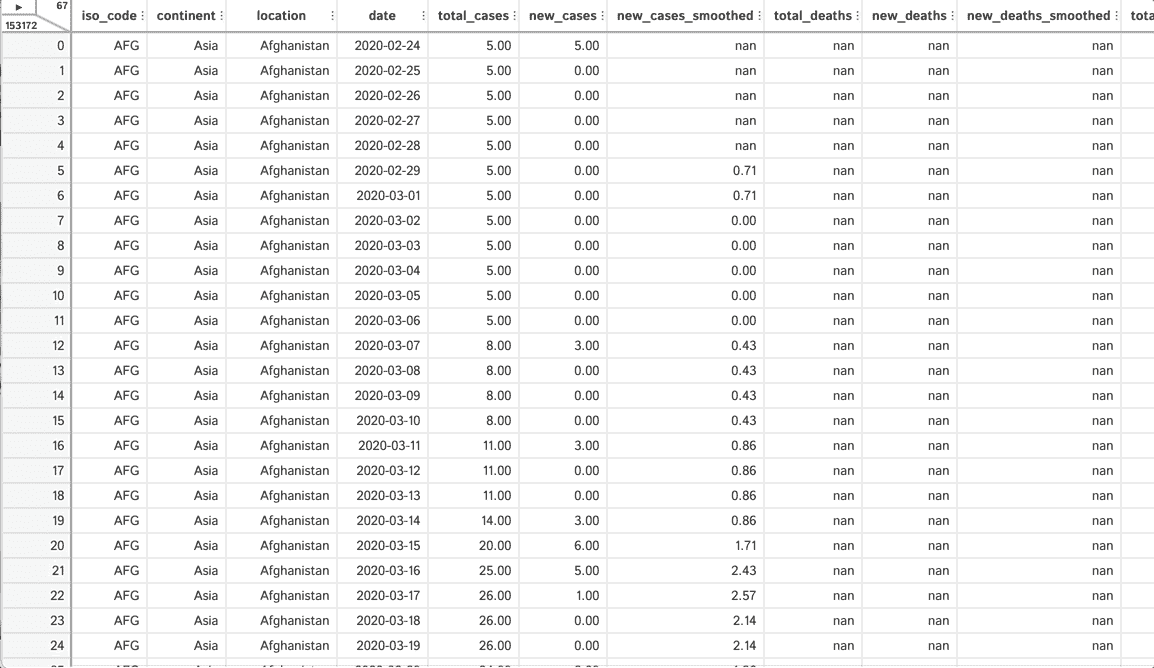 67
153172
iso_code continent location date total_cases new_cases new_cases_smoothed total_deaths new_deaths new_deaths_smoothed tota
0 AFG Asia Afghanistan 2020-02-24 5.00 5.00 nan nan nan nan
1 AFG Asia Afghanistan 2020-02-25 5.00 0.00 nan nan nan nan
2 AFG Asia Afghanistan 2020-02-26 5.00 0.00 nan nan nan nan
3 AFG Asia Afghanistan 2020-02-27 5.00 0.00 nan nan nan nan
4 AFG Asia Afghanistan 2020-02-28 5.00 0.00 nan nan nan nan
5 AFG Asia Afghanistan 2020-02-29 5.00 0.00 0.71 nan nan nan
6 AFG Asia Afghanistan 2020-03-01 5.00 0.00 0.71 nan nan nan
7 AFG Asia Afghanistan 2020-03-02 5.00 0.00 0.00 nan nan nan
8 AFG Asia Afghanistan 2020-03-03 5.00 0.00 0.00 nan nan nan
9 AFG Asia Afghanistan 2020-03-04 5.00 0.00 0.00 nan nan nan
10 AFG Asia Afghanistan 2020-03-05 5.00 0.00 0.00 nan nan nan
11 AFG Asia Afghanistan 2020-03-06 5.00 0.00 0.00 nan nan nan
12 AFG Asia Afghanistan 2020-03-07 8.00 3.00 0.43 nan nan nan
13 AFG Asia Afghanistan 2020-03-08 8.00 0.00 0.43 nan nan nan
14 AFG Asia Afghanistan 2020-03-09 8.00 0.00 0.43 nan nan nan
15 AFG Asia Afghanistan 2020-03-10 8.00 0.00 0.43 nan nan nan
16 AFG Asia Afghanistan 2020-03-11 11.00 3.00 0.86 nan nan nan
17 AFG Asia Afghanistan 2020-03-12 11.00 0.00 0.86 nan nan nan
18 AFG Asia Afghanistan 2020-03-13 11.00 0.00 0.86 nan nan nan
19 AFG Asia Afghanistan 2020-03-14 14.00 3.00 0.86 nan nan nan
20 AFG Asia Afghanistan 2020-03-15 20.00 6.00 1.71 nan nan nan
21 AFG Asia Afghanistan 2020-03-16 25.00 5.00 2.43 nan nan nan
22 AFG Asia Afghanistan 2020-03-17 26.00 1.00 2.57 nan nan nan
23 AFG Asia Afghanistan 2020-03-18 26.00 0.00 2.14 nan nan nan
24 AFG Asia Afghanistan 2020-03-19 26.00 0.00 2.14 nan nan nan